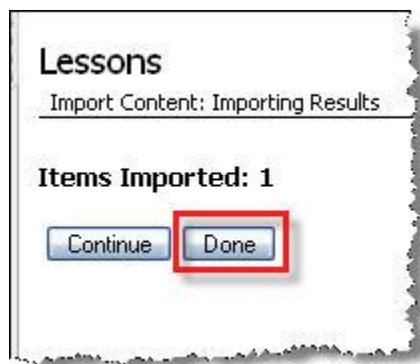 Lessons
Import Content: Importing Results
Items Imported: 1
Continue Done